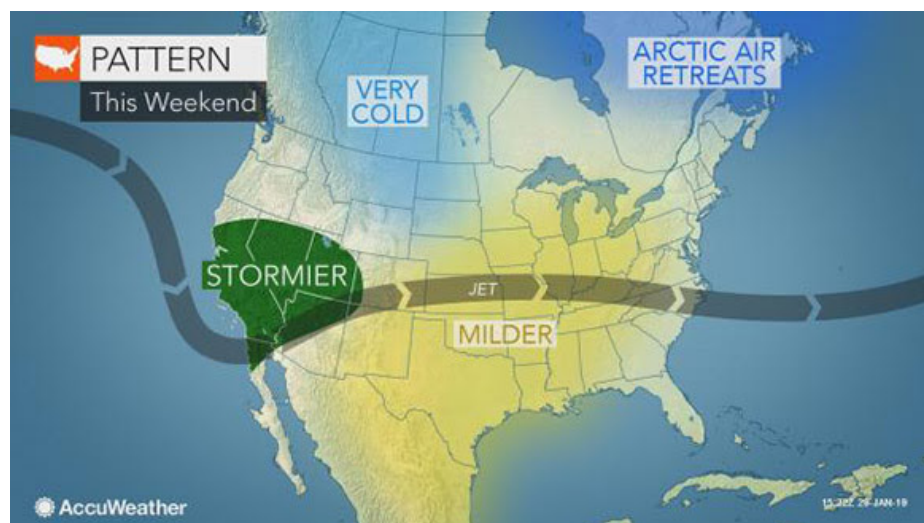 PATTERN
This Weekend
VERY
COLD
ARCTIC AIR
RETREATS
STORMIER
JET
MILDER
AccuWeather